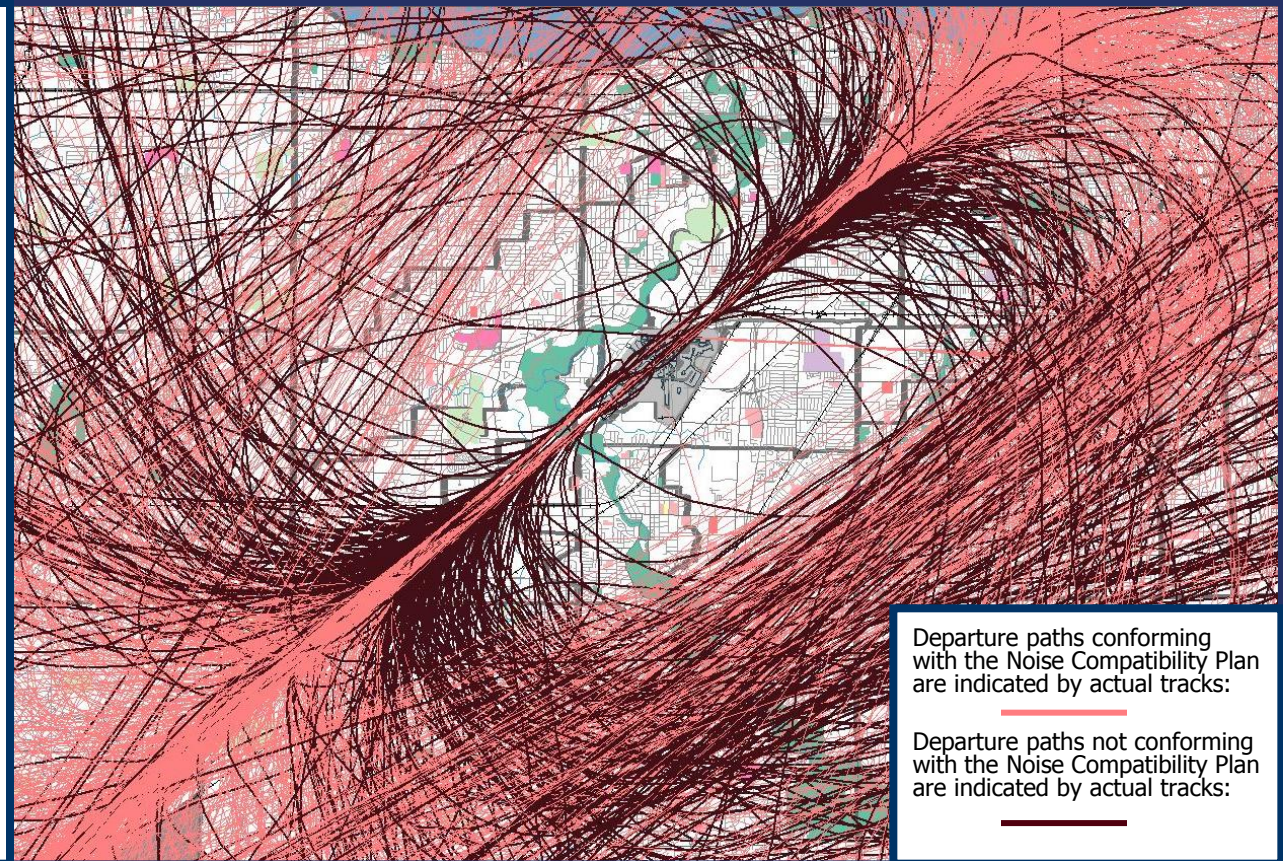 Departure paths conforming
with the Noise Compatibility Plan
are indicated by actual tracks:
Departure paths not conforming
with the Noise Compatibility Plan
are indicated by actual tracks: